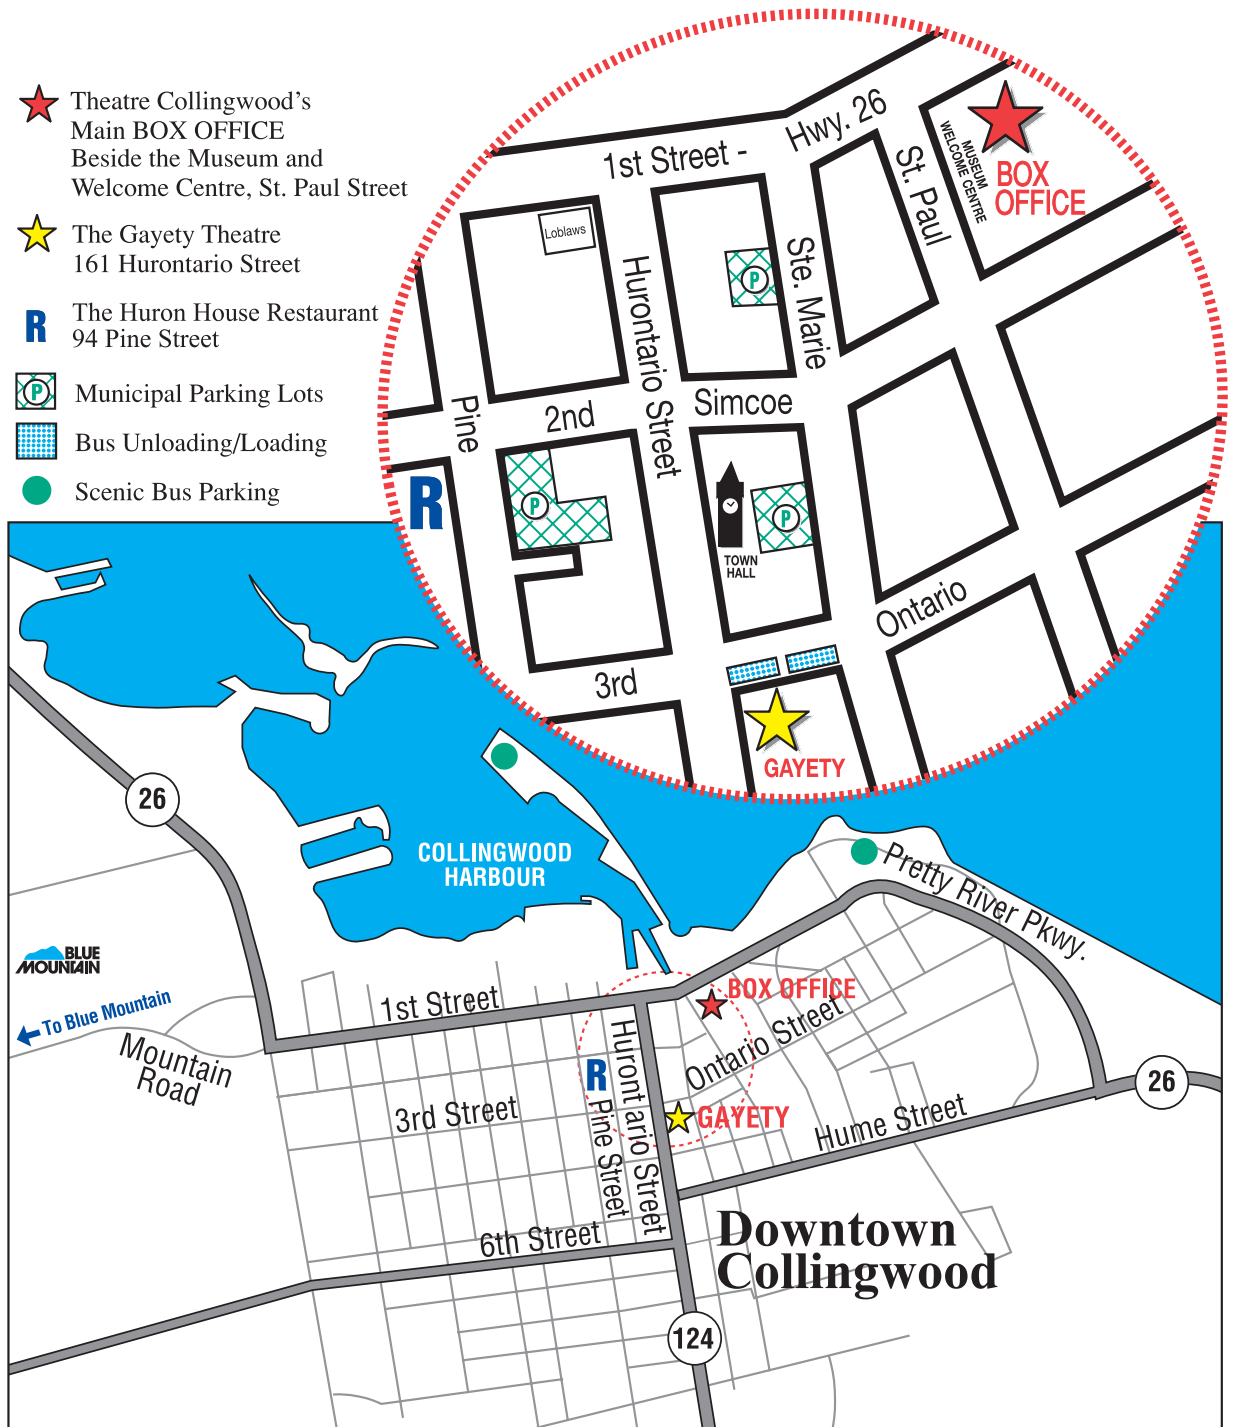 Theatre Collingwood's
Main BOX OFFICE
Beside the Museum and
Welcome Centre, St. Paul Street
The Gayety Theatre
161 Hurontario Street
R
The Huron House Restaurant
94 Pine Street
P
Municipal Parking Lots
Bus Unloading/Loading
Scenic Bus Parking
1st Street -
Hwy. 26
St. Paul
MUSEUM
WELCOME CENTRE
BOX
OFFICE
Loblaws
Hurontario Street
P
Ste. Marie
Pine
2nd
Simcoe
R
P
P
TOWN
HALL
Ontario
3rd
GAYETY
26
COLLINGWOOD
HARBOUR
Pretty River Pkwy.
BLUE
MOUNTAIN
To Blue Mountain
Mountain
Road
1st Street
BOX OFFICE
Ontario Street
R
Huront ario Street
Pine Street
3rd Street
GAYETY
Hume Street
26
6th Street
Downtown
Collingwood
124